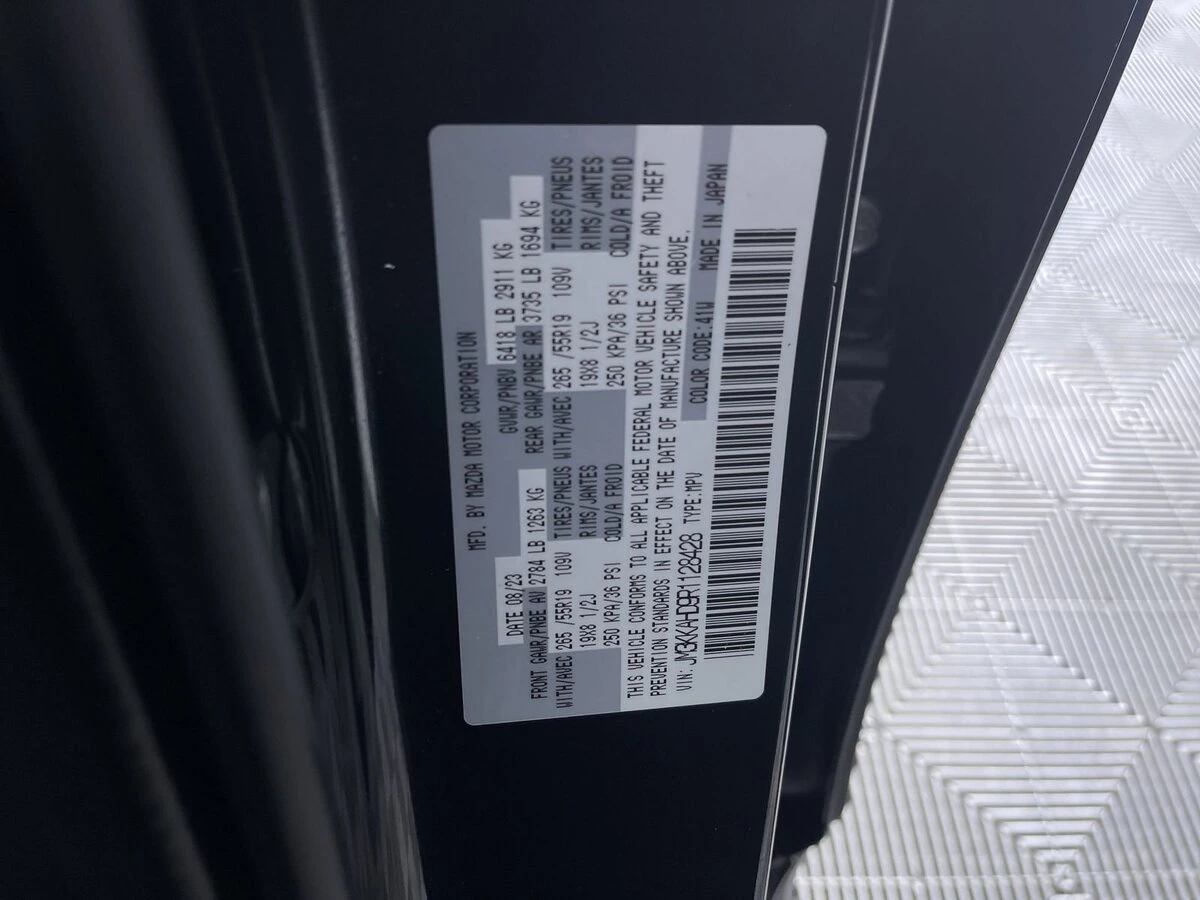 MFD. BY MAZDA MOTOR CORPORATION
DATE 08/23 GVWR/PNBV 6418 LB 2911 KG
FRONT GAWR/PNBE AV 2784 LB 1263 KG REAR GAWR/PNBE AR 3735 LB 1694 KG
WITH/AVEC 265 /55R19 109V TIRES/PNEUS WITH/AVEC 265 /55R19 109V TIRES/PNEUS
19X8 1/2J RIMS/JANTES 19X8 1/2J RIMS/JANTES
250 KPA/36 PSI COLD/A FROID 250 KPA/36 PSI COLD/A FROID
THIS VEHICLE CONFORMS TO ALL APPLICABLE FEDERAL MOTOR VEHICLE SAFETY AND THEFT
PREVENTION STANDARDS IN EFFECT ON THE DATE OF MANUFACTURE SHOWN ABOVE.
VIN: JM3KKAHD9R1128428 TYPE:MPV COLOR CODE:41W MADE IN JAPAN